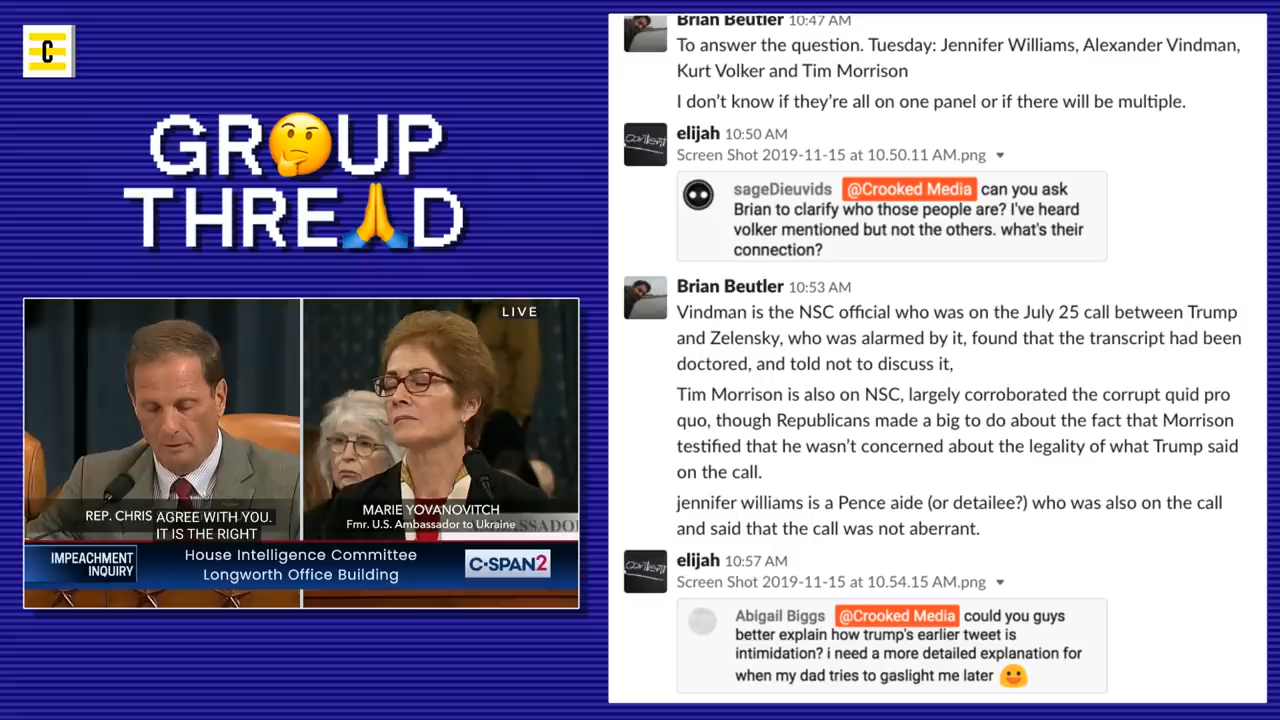 C
GR🤔UP
THRE🙏D
LIVE
REP. CHRIS
AGREE WITH YOU.
IT IS THE RIGHT
MARIE YOVANOVITCH
Fmr. U.S. Ambassador to Ukraine
SSADO
IMPEACHMENT
INQUIRY
House Intelligence Committee
Longworth Office Building
C-SPAN2
Brian Beutler 10:47 AM
To answer the question. Tuesday: Jennifer Williams, Alexander Vindman,
Kurt Volker and Tim Morrison
I don’t know if they’re all on one panel or if there will be multiple.
content
elijah 10:50 AM
Screen Shot 2019-11-15 at 10.50.11 AM.png
sageDieuvids @Crooked Media can you ask
Brian to clarify who those people are? I've heard
volker mentioned but not the others. what's their
connection?
Brian Beutler 10:53 AM
Vindman is the NSC official who was on the July 25 call between Trump
and Zelensky, who was alarmed by it, found that the transcript had been
doctored, and told not to discuss it,
Tim Morrison is also on NSC, largely corroborated the corrupt quid pro
quo, though Republicans made a big to do about the fact that Morrison
testified that he wasn’t concerned about the legality of what Trump said
on the call.
jennifer williams is a Pence aide (or detailee?) who was also on the call
and said that the call was not aberrant.
content
elijah 10:57 AM
Screen Shot 2019-11-15 at 10.54.15 AM.png
Abigail Biggs @Crooked Media could you guys
better explain how trump's earlier tweet is
intimidation? i need a more detailed explanation for
when my dad tries to gaslight me later 😀